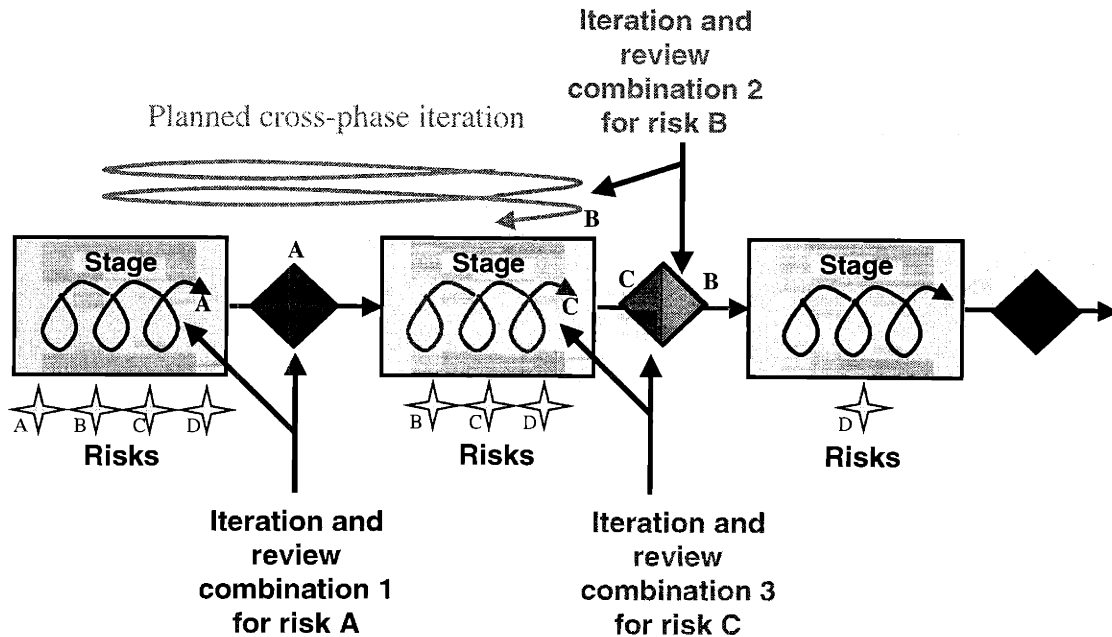 Iteration and
review
combination 2
for risk B
Planned cross-phase iteration
B
A
Stage
A
Stage
C
C
B
Stage
A
B
C
D
Risks
B
C
D
Risks
D
Risks
Iteration and
review
combination 1
for risk A
Iteration and
review
combination 3
for risk C